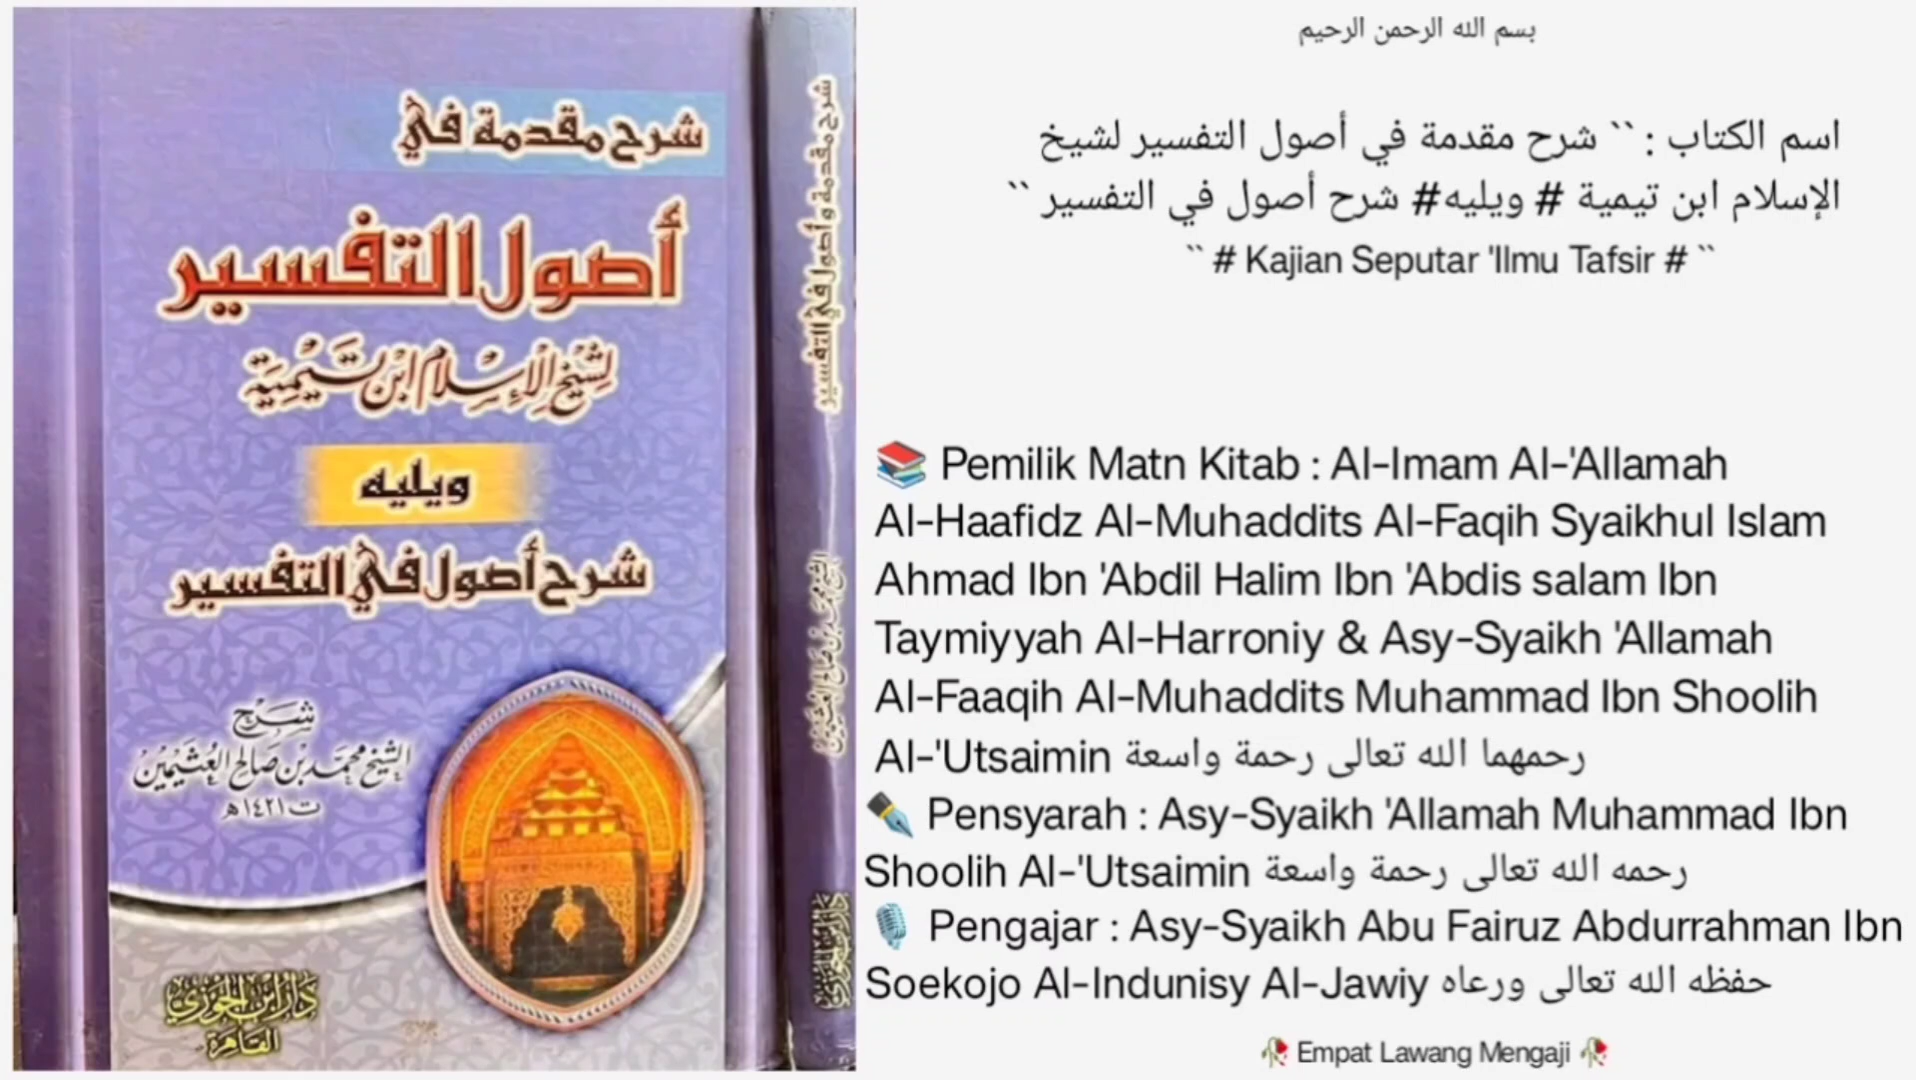 شرح مقدمة في
أصول التفسير
لشيخ الإسلام ابن تيمية
ويليه
شرح أصول في التفسير
شرح
الشيخ محمد بن صالح العثيمين
ت ١٤٢١ هـ
دار ابن الجوزي
القاهرة
شرح مقدمة وأصول في التفسير
الشيخ محمد بن صالح العثيمين
دار ابن الجوزي
بسم الله الرحمن الرحيم
اسم الكتاب : `` شرح مقدمة في أصول التفسير لشيخ
الإسلام ابن تيمية # ويليه# شرح أصول في التفسير ``
`` # Kajian Seputar 'Ilmu Tafsir # ``
📚 Pemilik Matn Kitab : Al-Imam Al-'Allamah
Al-Haafidz Al-Muhaddits Al-Faqih Syaikhul Islam
Ahmad Ibn 'Abdil Halim Ibn 'Abdis salam Ibn
Taymiyyah Al-Harroniy & Asy-Syaikh 'Allamah
Al-Faaqih Al-Muhaddits Muhammad Ibn Shoolih
Al-'Utsaimin رحمهما الله تعالى رحمة واسعة
✒️ Pensyarah : Asy-Syaikh 'Allamah Muhammad Ibn
Shoolih Al-'Utsaimin رحمه الله تعالى رحمة واسعة
🎙️ Pengajar : Asy-Syaikh Abu Fairuz Abdurrahman Ibn
Soekojo Al-Indunisy Al-Jawiy حفظه الله تعالى ورعاه
🥀 Empat Lawang Mengaji 🥀